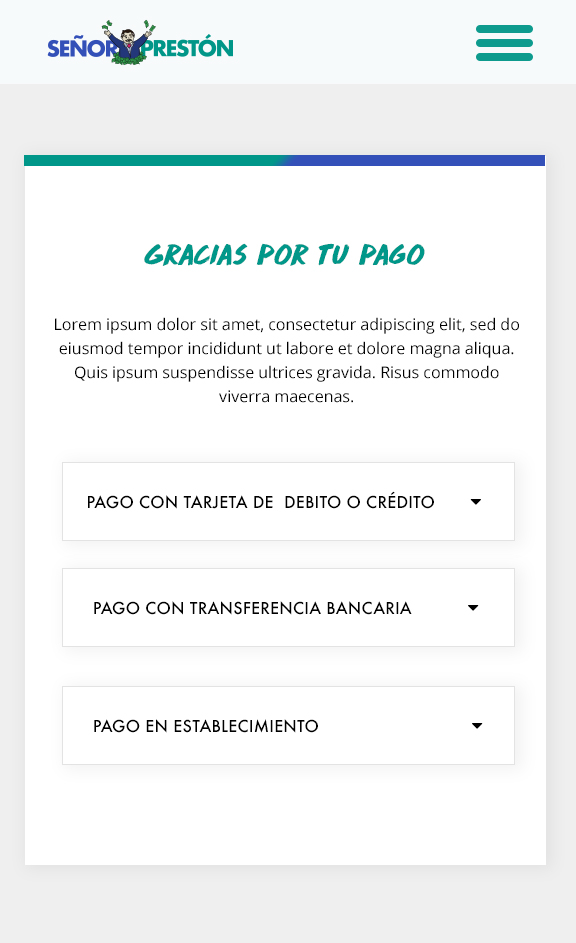 SEÑOR PRESTÓN
GRACIAS POR TU PAGO
Lorem ipsum dolor sit amet, consectetur adipiscing elit, sed do
eiusmod tempor incididunt ut labore et dolore magna aliqua.
Quis ipsum suspendisse ultrices gravida. Risus commodo
viverra maecenas.
PAGO CON TARJETA DE  DEBITO O CRÉDITO
PAGO CON TRANSFERENCIA BANCARIA
PAGO EN ESTABLECIMIENTO